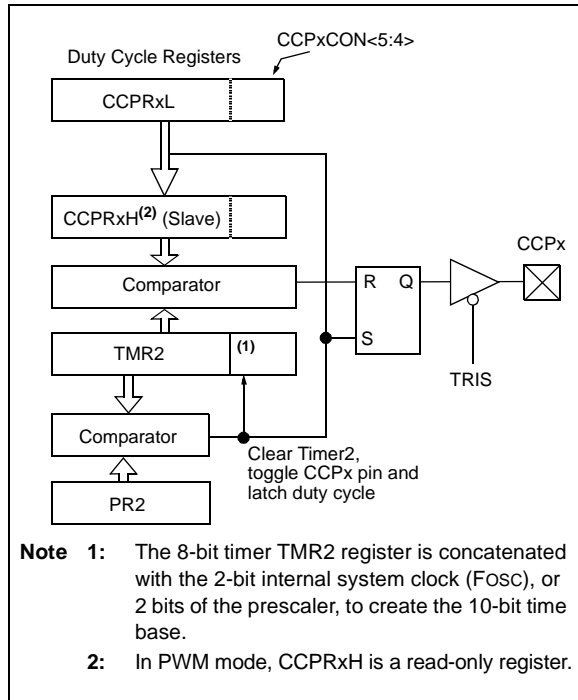 CCPxCON<5:4>
Duty Cycle Registers
CCPRxL
CCPRxH(2) (Slave)
CCPx
Comparator
R Q
S
TMR2
(1)
TRIS
Comparator
Clear Timer2,
toggle CCPx pin and
latch duty cycle
PR2
Note 1: The 8-bit timer TMR2 register is concatenated
with the 2-bit internal system clock (FOSC), or
2 bits of the prescaler, to create the 10-bit time
base.
2: In PWM mode, CCPRxH is a read-only register.